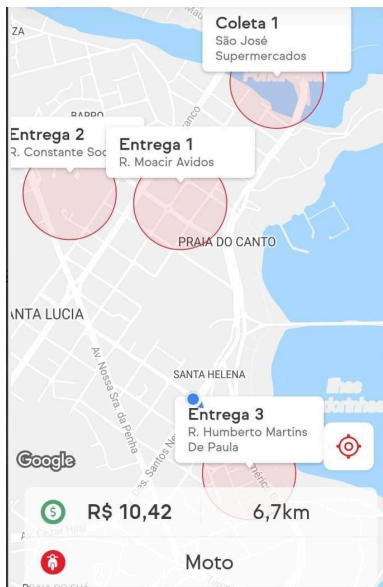 ZA
Coleta 1
São José
Supermercados
BARRO
Entrega 2
R. Constante Soc
Entrega 1
R. Moacir Avidos
PRAIA DO CANTO
ANTA LUCIA
Av. Nossa Sra. da Penha
SANTA HELENA
Ilhas
Entrega 3
R. Humberto Martins
De Paula
Google
R$ 10,42
6,7km
Moto